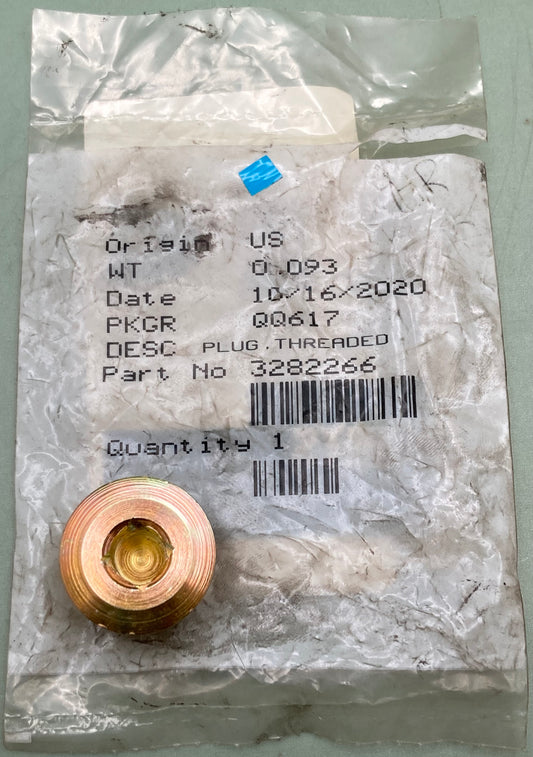 HR
Origin US
WT 0.093
Date 10/16/2020
PKGR QQ617
DESC PLUG,THREADED
Part No 3282266
Quantity 1